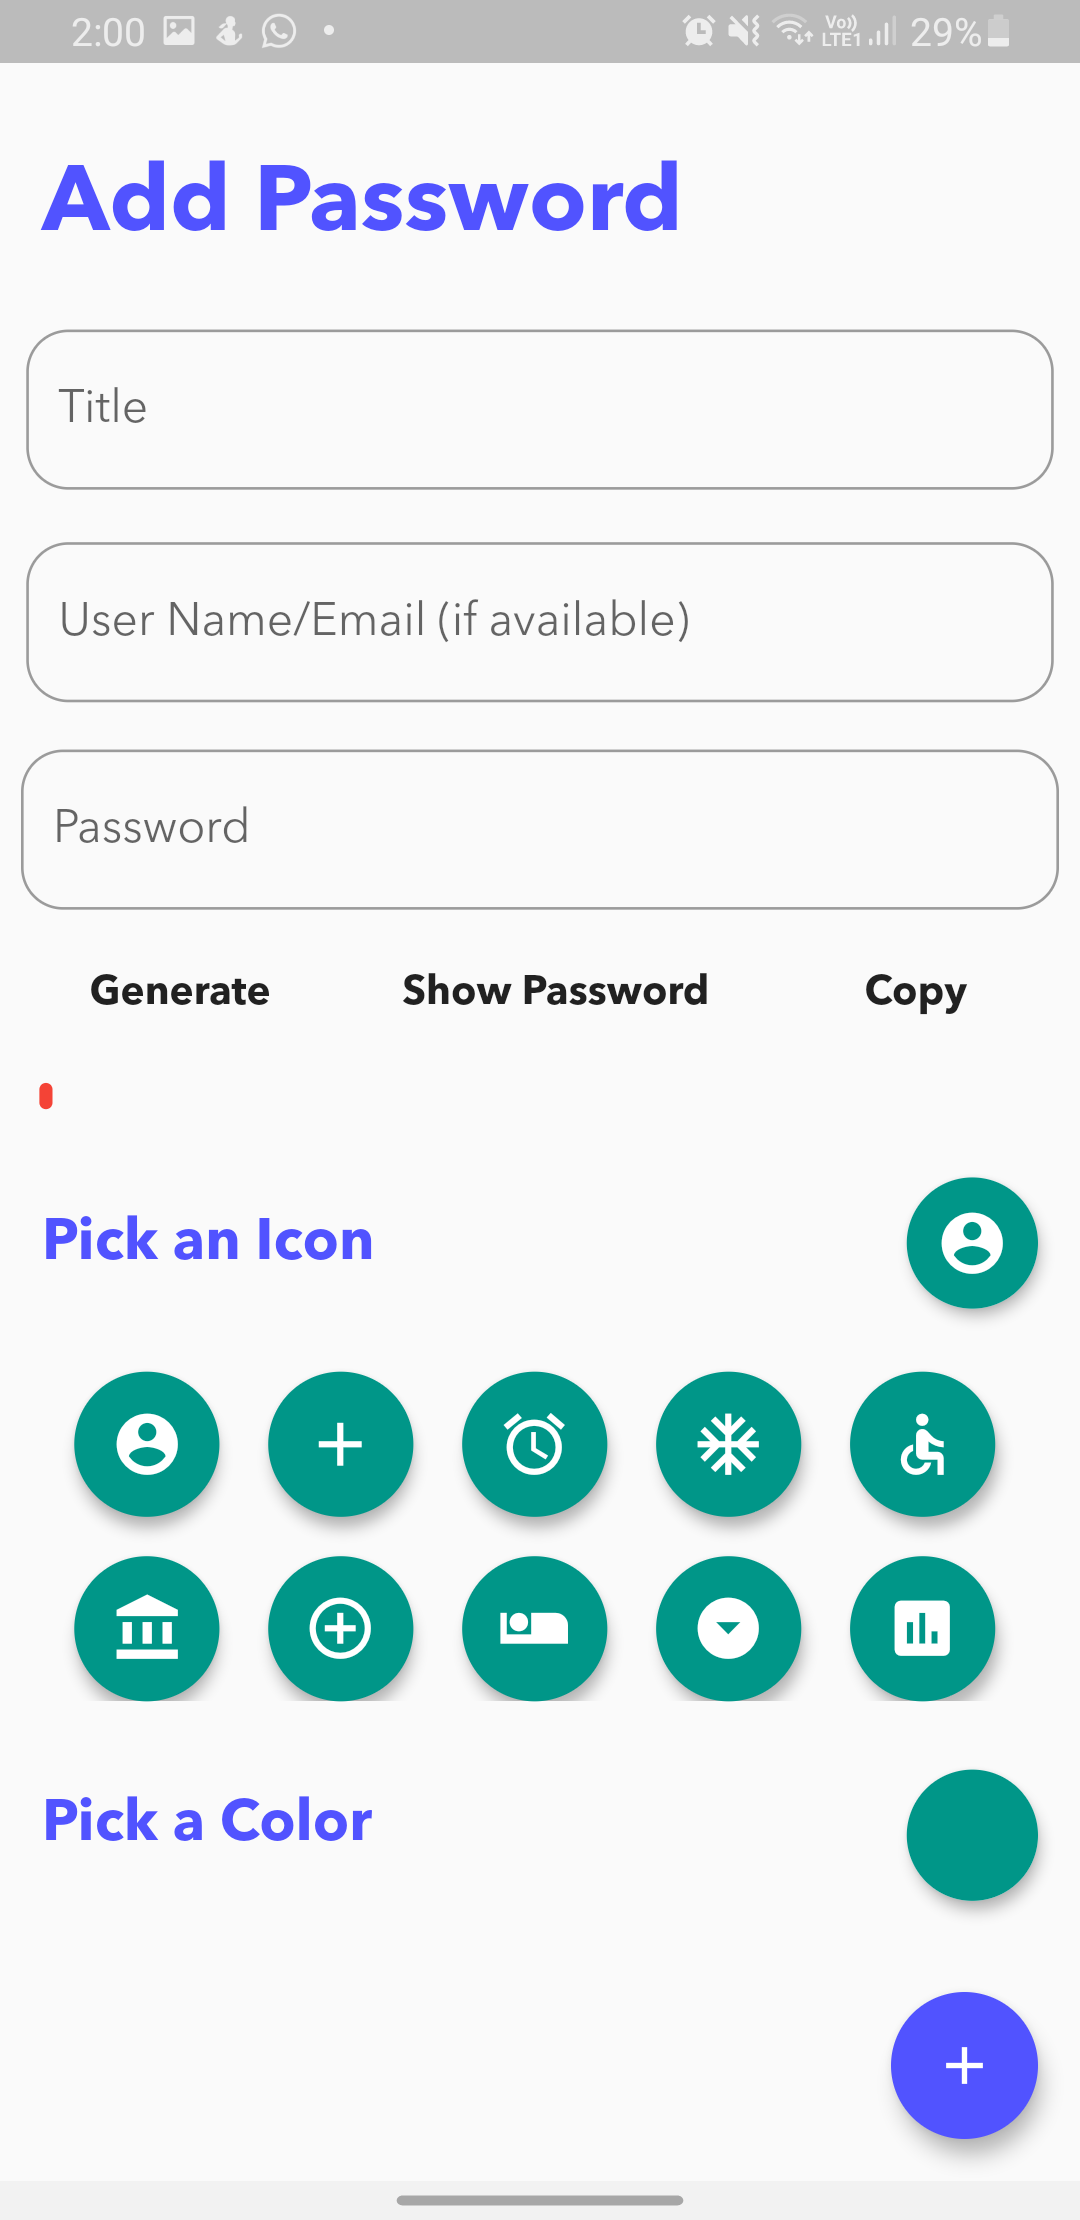 2:00 Vo)) LTE1 29%
Add Password
Title
User Name/Email (if available)
Password
Generate Show Password Copy
Pick an Icon
Pick a Color